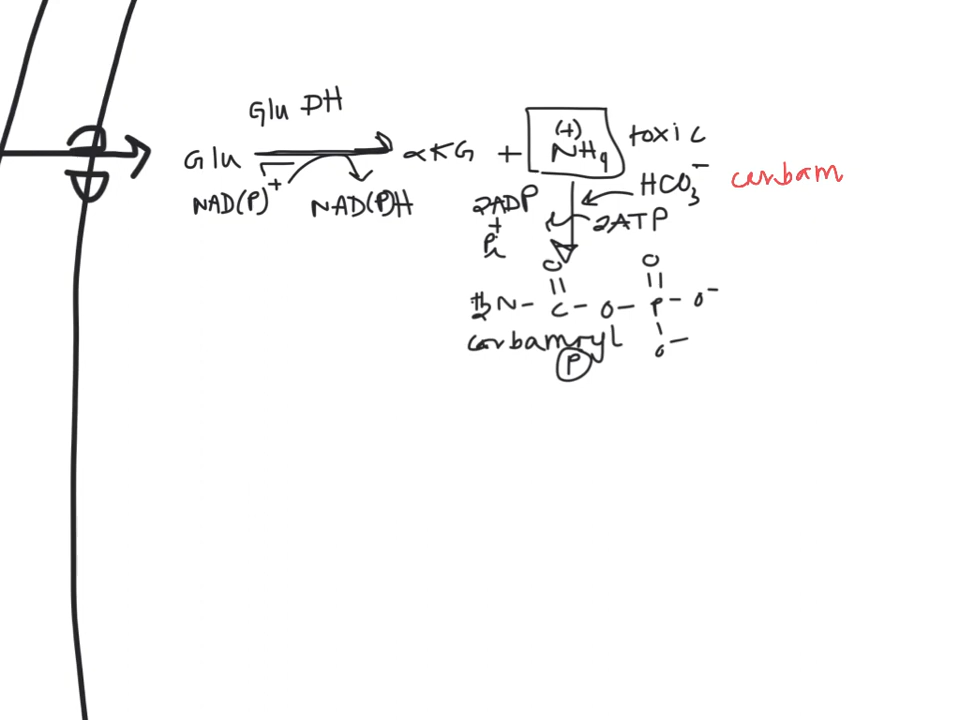 Glu DH
Glu ⇌ αKG + NH4(+) toxic
NAD(P)+ NAD(P)H
HCO3− carbam
2ADP + Pi 2ATP
O O
|| ||
H2N - C - O - P - O−
O−
carbamoyl P